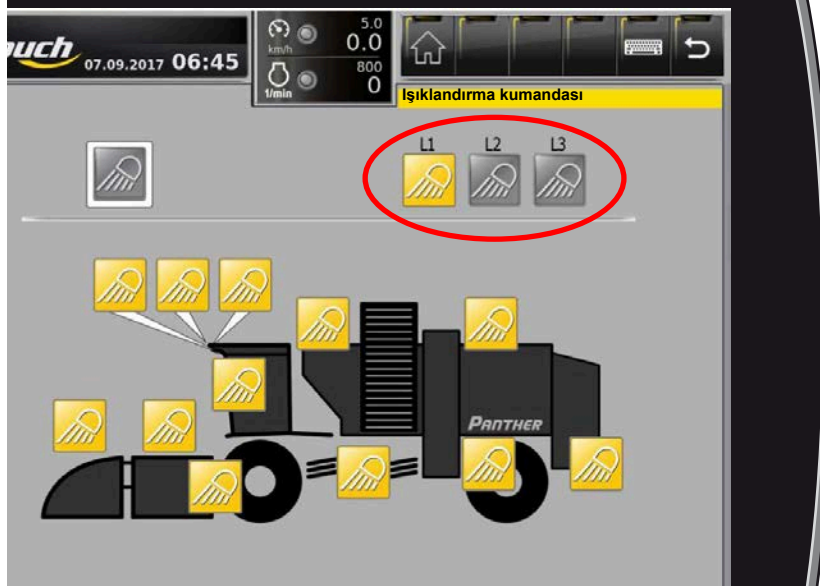 07.09.2017 06:45
km/h
5.0
0.0
1/min
800
0
Işıklandırma kumandası
L1 L2 L3
PANTHER